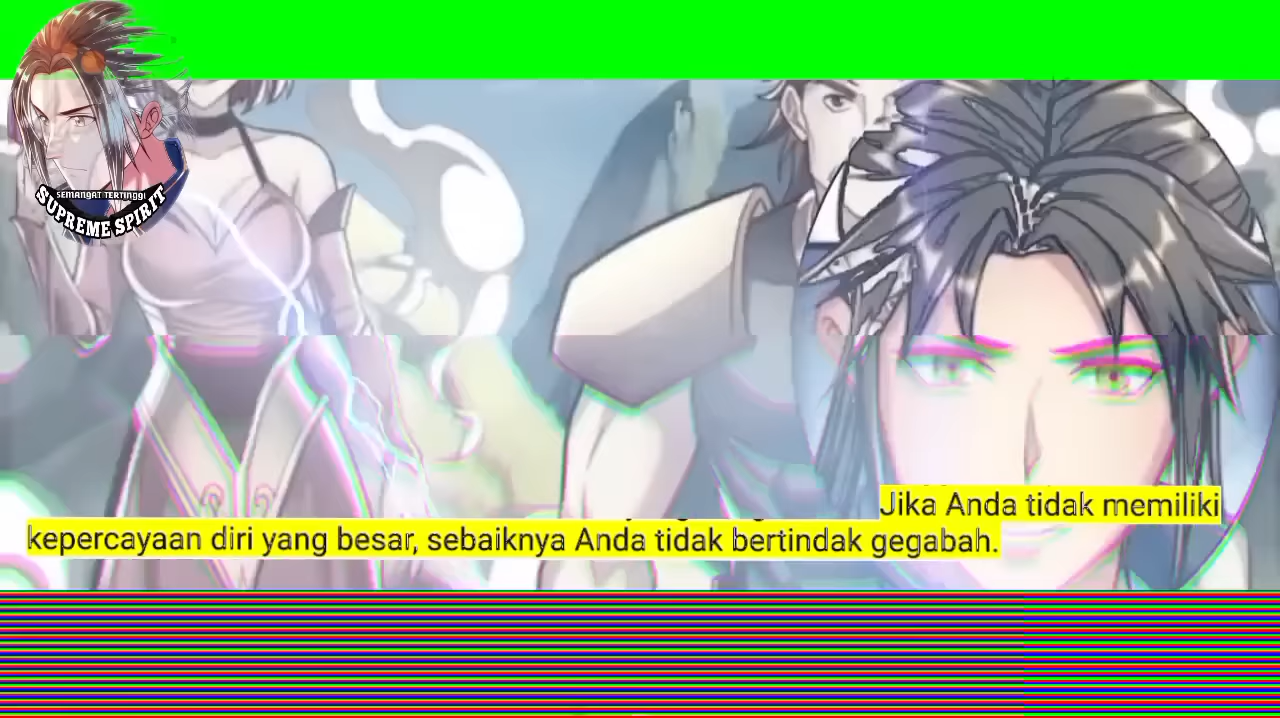 SEMANGAT TERTINGGI
SUPREME SPIRIT
Jika Anda tidak memiliki
kepercayaan diri yang besar, sebaiknya Anda tidak bertindak gegabah.